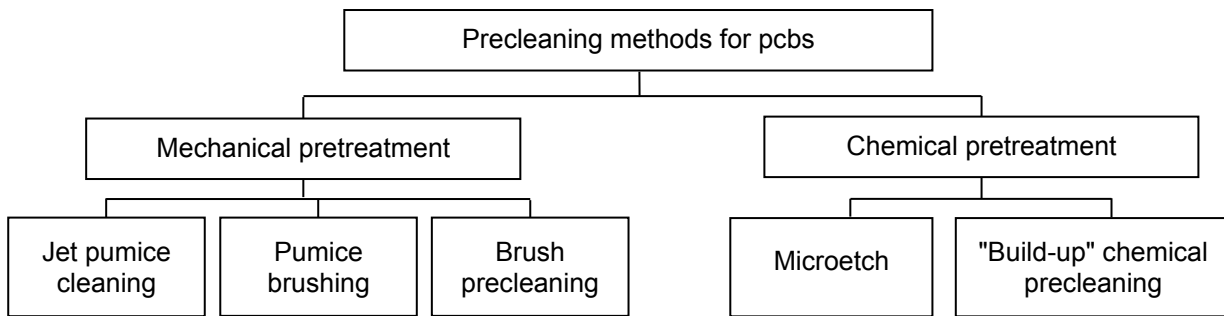 Precleaning methods for pcbs
Mechanical pretreatment
Chemical pretreatment
Jet pumice
cleaning
Pumice
brushing
Brush
precleaning
Microetch
"Build-up" chemical
precleaning